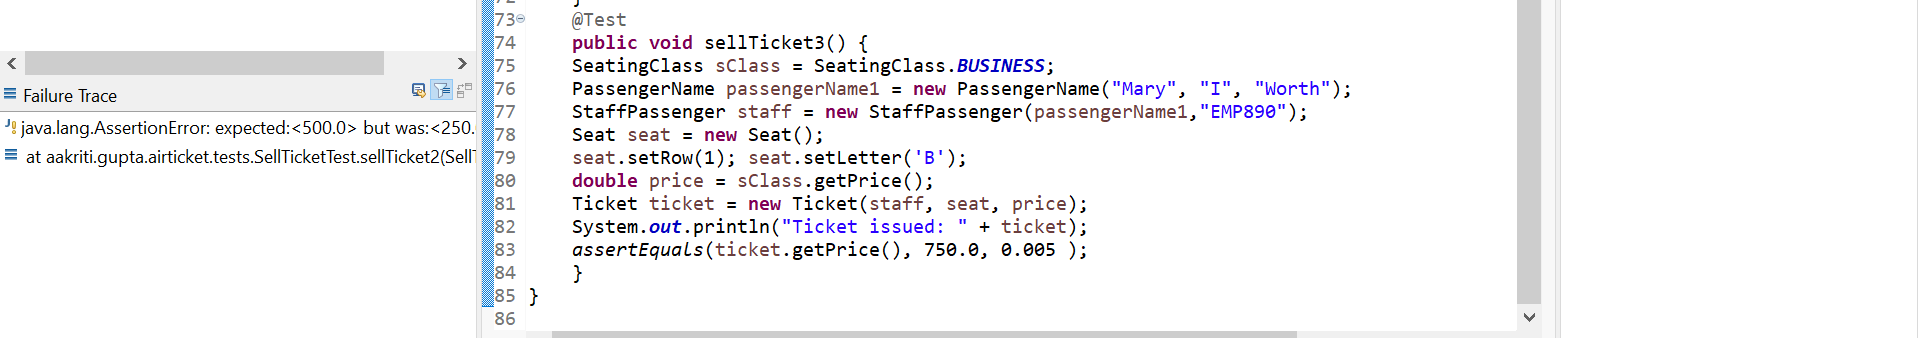 Failure Trace
java.lang.AssertionError: expected:<500.0> but was:<250.
at aakriti.gupta.airticket.tests.SellTicketTest.sellTicket2(SellT
72 }
73 @Test
74 public void sellTicket3() {
75 SeatingClass sClass = SeatingClass.BUSINESS;
76 PassengerName passengerName1 = new PassengerName("Mary", "I", "Worth");
77 StaffPassenger staff = new StaffPassenger(passengerName1,"EMP890");
78 Seat seat = new Seat();
79 seat.setRow(1); seat.setLetter('B');
80 double price = sClass.getPrice();
81 Ticket ticket = new Ticket(staff, seat, price);
82 System.out.println("Ticket issued: " + ticket);
83 assertEquals(ticket.getPrice(), 750.0, 0.005 );
84 }
85 }
86